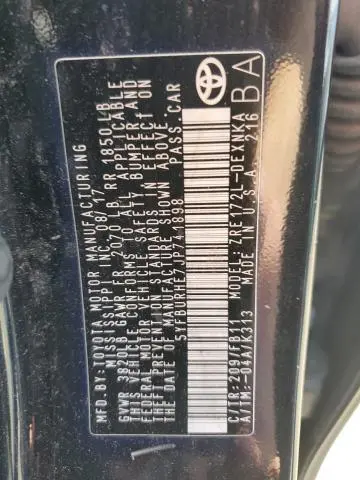 MFD.BY:TOYOTA MOTOR MANUFACTURING
MISSISSIPPI INC. 08/17
GVWR 3820LB GAWR FR 2070LB RR 1850LB
THIS VEHICLE CONFORMS TO ALL APPLICABLE
FEDERAL MOTOR VEHICLE SAFETY BUMPER, AND
THEFT PREVENTION STANDARDS IN EFFECT
ON THE DATE OF MANUFACTURE SHOWN ABOVE.
5YFBURHE7JP741898 PASS.CAR
C/TR:209/FB11 MODEL: ZRE172L-DEXNKA
A/TM:-04A/K313 MADE IN U.S.A. 216
BA